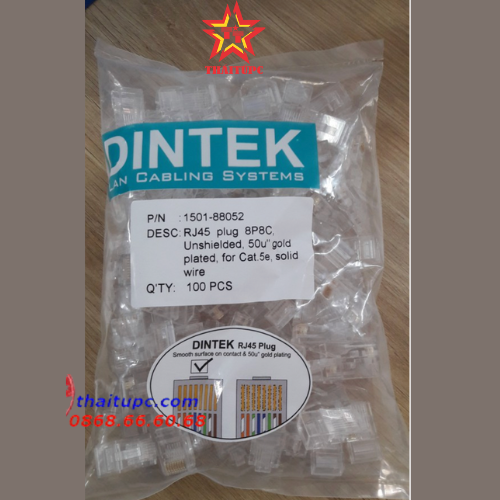 THAITUPC
DINTEK
LAN CABLING SYSTEMS
P/N : 1501-88052
DESC: RJ45 plug 8P8C,
Unshielded, 50u" gold
plated, for Cat.5e, solid
wire
Q'TY: 100 PCS
DINTEK RJ45 Plug
Smooth surface on contact & 50u" gold plating
thaitupc.com
0868.66.60.68